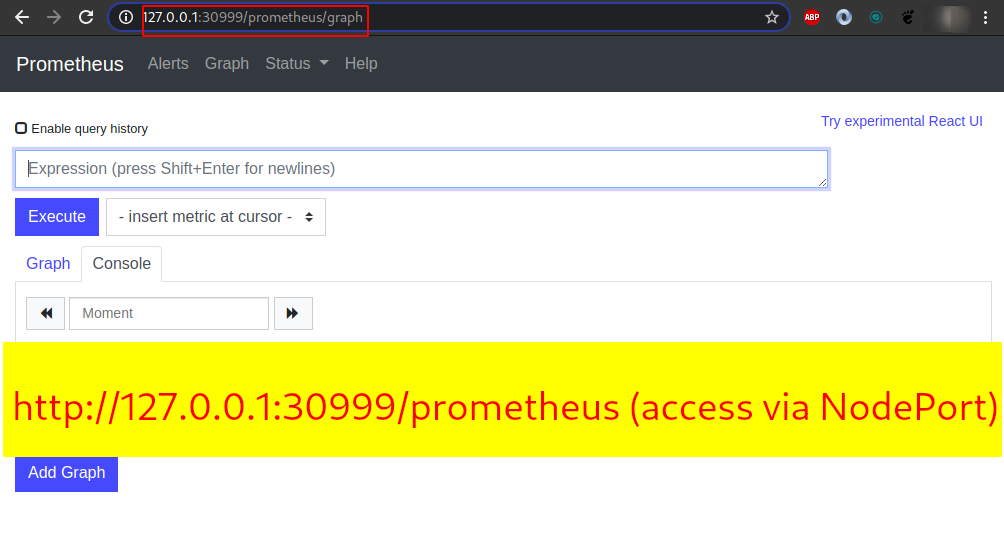 127.0.0.1:30999/prometheus/graph
ABP
Prometheus Alerts Graph Status Help
Try experimental React UI
Enable query history
Expression (press Shift+Enter for newlines)
Execute - insert metric at cursor -
Graph Console
Moment
http://127.0.0.1:30999/prometheus (access via NodePort)
Add Graph